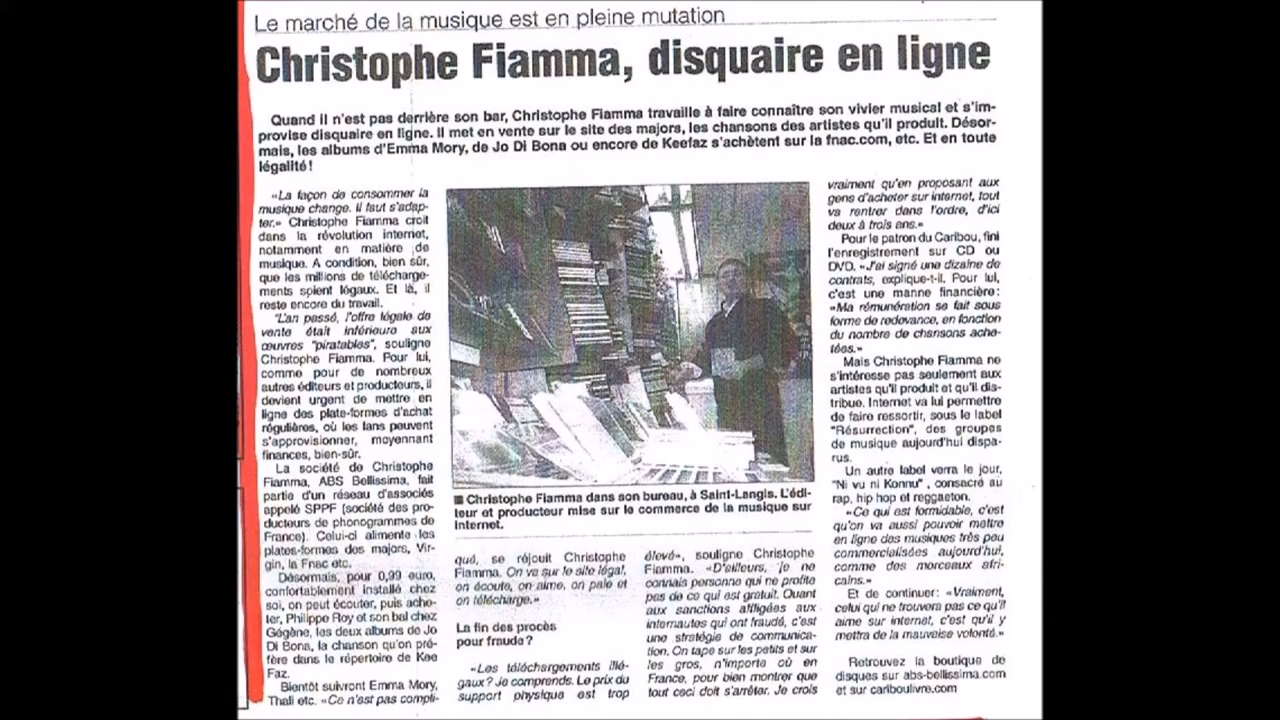 Le marché de la musique est en pleine mutation
Christophe Fiamma, disquaire en ligne
Quand il n'est pas derrière son bar, Christophe Fiamma travaille à faire connaître son vivier musical et s'im-
provise disquaire en ligne. Il met en vente sur le site des majors, les chansons des artistes qu'il produit. Désor-
mais, les albums d'Emma Mory, de Jo Di Bona ou encore de Keefaz s'achètent sur la fnac.com, etc. Et en toute
légalité !
«La façon de consommer la
musique change. Il faut s'adap-
ter.» Christophe Fiamma croit
dans la révolution internet,
notamment en matière de
musique. A condition, bien sûr,
que les millions de télécharge-
ments soient légaux. Et là, il
reste encore du travail.
"L'an passé, l'offre légale de
vente était inférieure aux
œuvres "piratables", souligne
Christophe Fiamma. Pour lui,
comme pour de nombreux
autres éditeurs et producteurs, il
devient urgent de mettre en
ligne des plate-formes d'achat
régulières, où les fans peuvent
s'approvisionner, moyennant
finances, bien-sûr.
La société de Christophe
Fiamma, ABS Bellissima, fait
partie d'un réseau d'associés
appelé SPPF (société des pro-
ducteurs de phonogrammes de
France). Celui-ci alimente les
plates-formes des majors, Vir-
gin, la Fnac etc.
Désormais, pour 0,99 euro,
confortablement installé chez
soi, on peut écouter, puis ache-
ter, Philippe Roy et son bal chez
Gégène, les deux albums de Jo
Di Bona, la chanson qu'on pré-
fère dans le répertoire de Kee
Faz.
Bientôt suivront Emma Mory,
Thali etc. «Ce n'est pas compli-
■ Christophe Fiamma dans son bureau, à Saint-Langis. L'édi-
teur et producteur mise sur le commerce de la musique sur
Internet.
qué, se réjouit Christophe
Fiamma. On va sur le site légal,
on écoute, on aime, on paie et
on télécharge.»
La fin des procès
pour fraude ?
«Les téléchargements illé-
gaux ? Je comprends. Le prix du
support physique est trop
élevé», souligne Christophe
Fiamma. «D'ailleurs, je ne
connais personne qui ne profite
pas de ce qui est gratuit. Quant
aux sanctions affligées aux
internautes qui ont fraudé, c'est
une stratégie de communica-
tion. On tape sur les petits et sur
les gros, n'importe où en
France, pour bien montrer que
tout ceci doit s'arrêter. Je crois
vraiment qu'en proposant aux
gens d'acheter sur internet, tout
va rentrer dans l'ordre, d'ici
deux à trois ans.»
Pour le patron du Caribou, fini
l'enregistrement sur CD ou
DVD. «J'ai signé une dizaine de
contrats, explique-t-il. Pour lui,
c'est une manne financière :
«Ma rémunération se fait sous
forme de redevance, en fonction
du nombre de chansons ache-
tées.»
Mais Christophe Fiamma ne
s'intéresse pas seulement aux
artistes qu'il produit et qu'il dis-
tribue. Internet va lui permettre
de faire ressortir, sous le label
"Résurrection", des groupes
de musique aujourd'hui dispa-
rus.
Un autre label verra le jour,
"Ni vu ni Konnu" , consacré au
rap, hip hop et reggaeton.
«Ce qui est formidable, c'est
qu'on va aussi pouvoir mettre
en ligne des musiques très peu
commercialisées aujourd'hui,
comme des morceaux afri-
cains.»
Et de continuer : «Vraiment,
celui qui ne trouvera pas ce qu'il
aime sur internet, c'est qu'il y
mettra de la mauvaise volonté.»
Retrouvez la boutique de
disques sur abs-bellissima.com
et sur cariboulivre.com